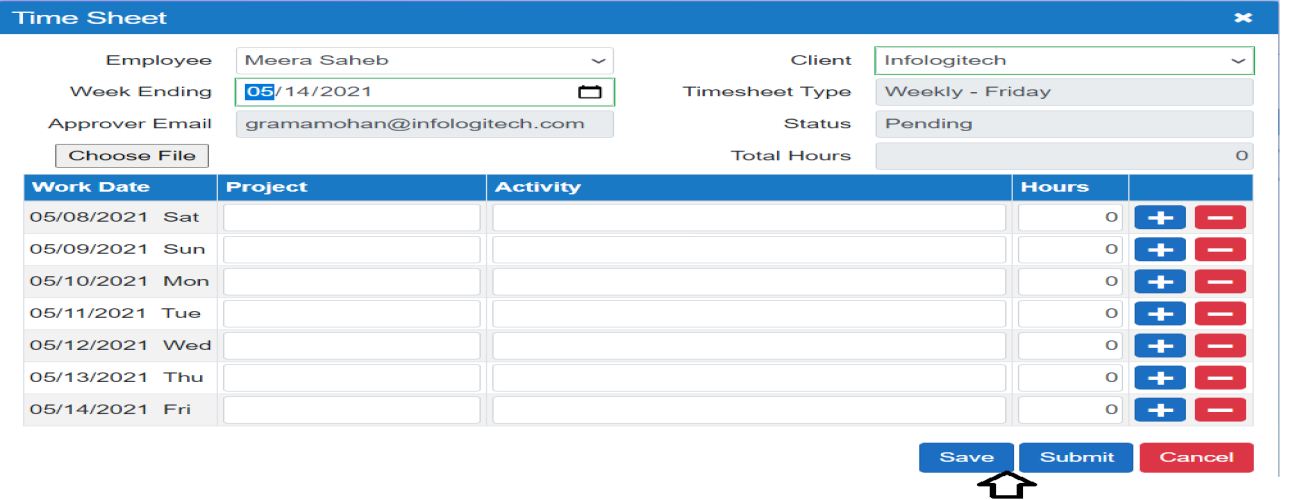 Time Sheet
Employee Meera Saheb Client Infologitech
Week Ending 05/14/2021 Timesheet Type Weekly - Friday
Approver Email gramamohan@infologitech.com Status Pending
Choose File Total Hours 0
Work Date Project Activity Hours
05/08/2021 Sat 0
05/09/2021 Sun 0
05/10/2021 Mon 0
05/11/2021 Tue 0
05/12/2021 Wed 0
05/13/2021 Thu 0
05/14/2021 Fri 0
Save Submit Cancel